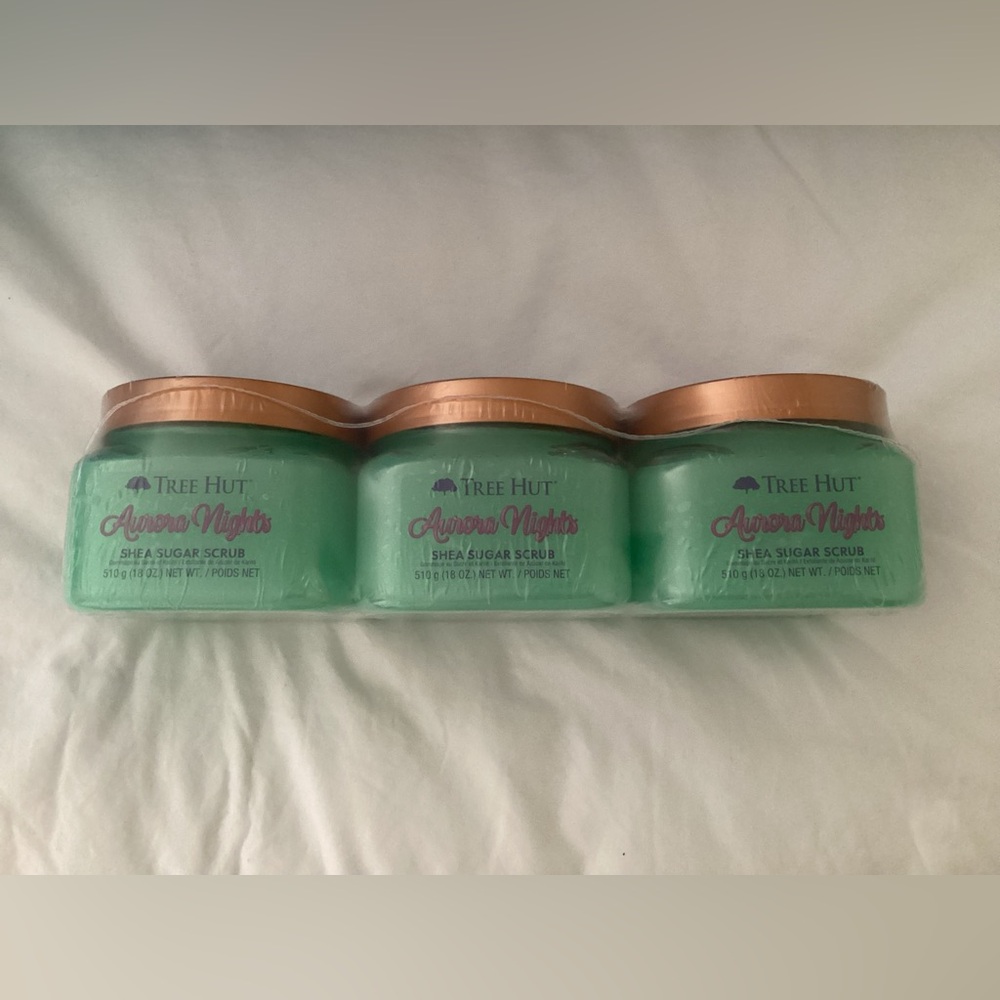 TREE HUT
Aurora Nights
SHEA SUGAR SCRUB
510 g (18 OZ.) NET WT. / POIDS NET
TREE HUT
Aurora Nights
SHEA SUGAR SCRUB
510 g (18 OZ.) NET WT. / POIDS NET
TREE HUT
Aurora Nights
SHEA SUGAR SCRUB
510 g (18 OZ.) NET WT. / POIDS NET